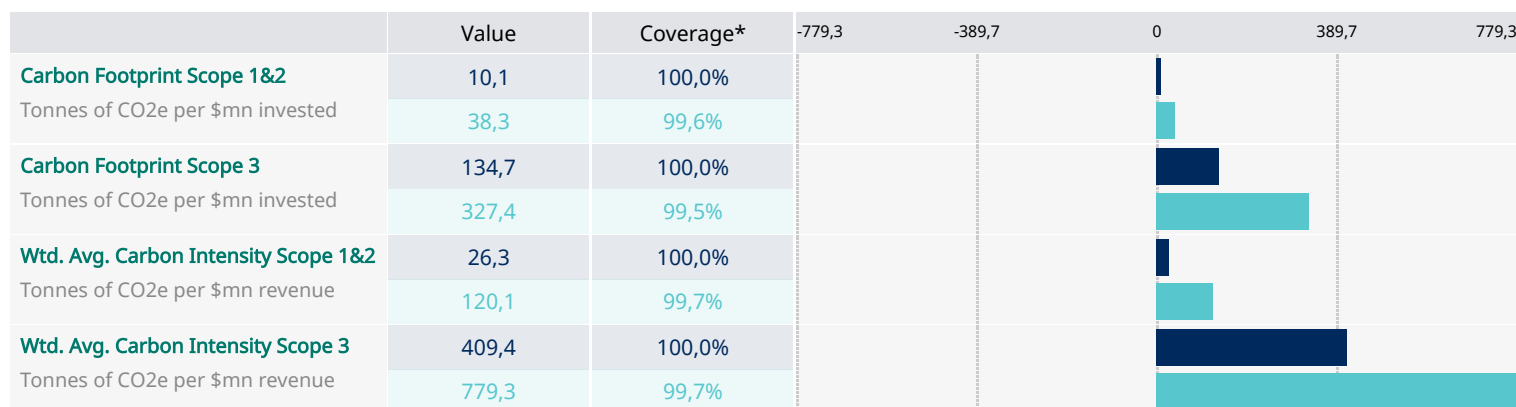 Value Coverage* -779,3 -389,7 0 389,7 779,3
Carbon Footprint Scope 1&2 10,1 100,0%
Tonnes of CO2e per $mn invested 38,3 99,6%
Carbon Footprint Scope 3 134,7 100,0%
Tonnes of CO2e per $mn invested 327,4 99,5%
Wtd. Avg. Carbon Intensity Scope 1&2 26,3 100,0%
Tonnes of CO2e per $mn revenue 120,1 99,7%
Wtd. Avg. Carbon Intensity Scope 3 409,4 100,0%
Tonnes of CO2e per $mn revenue 779,3 99,7%